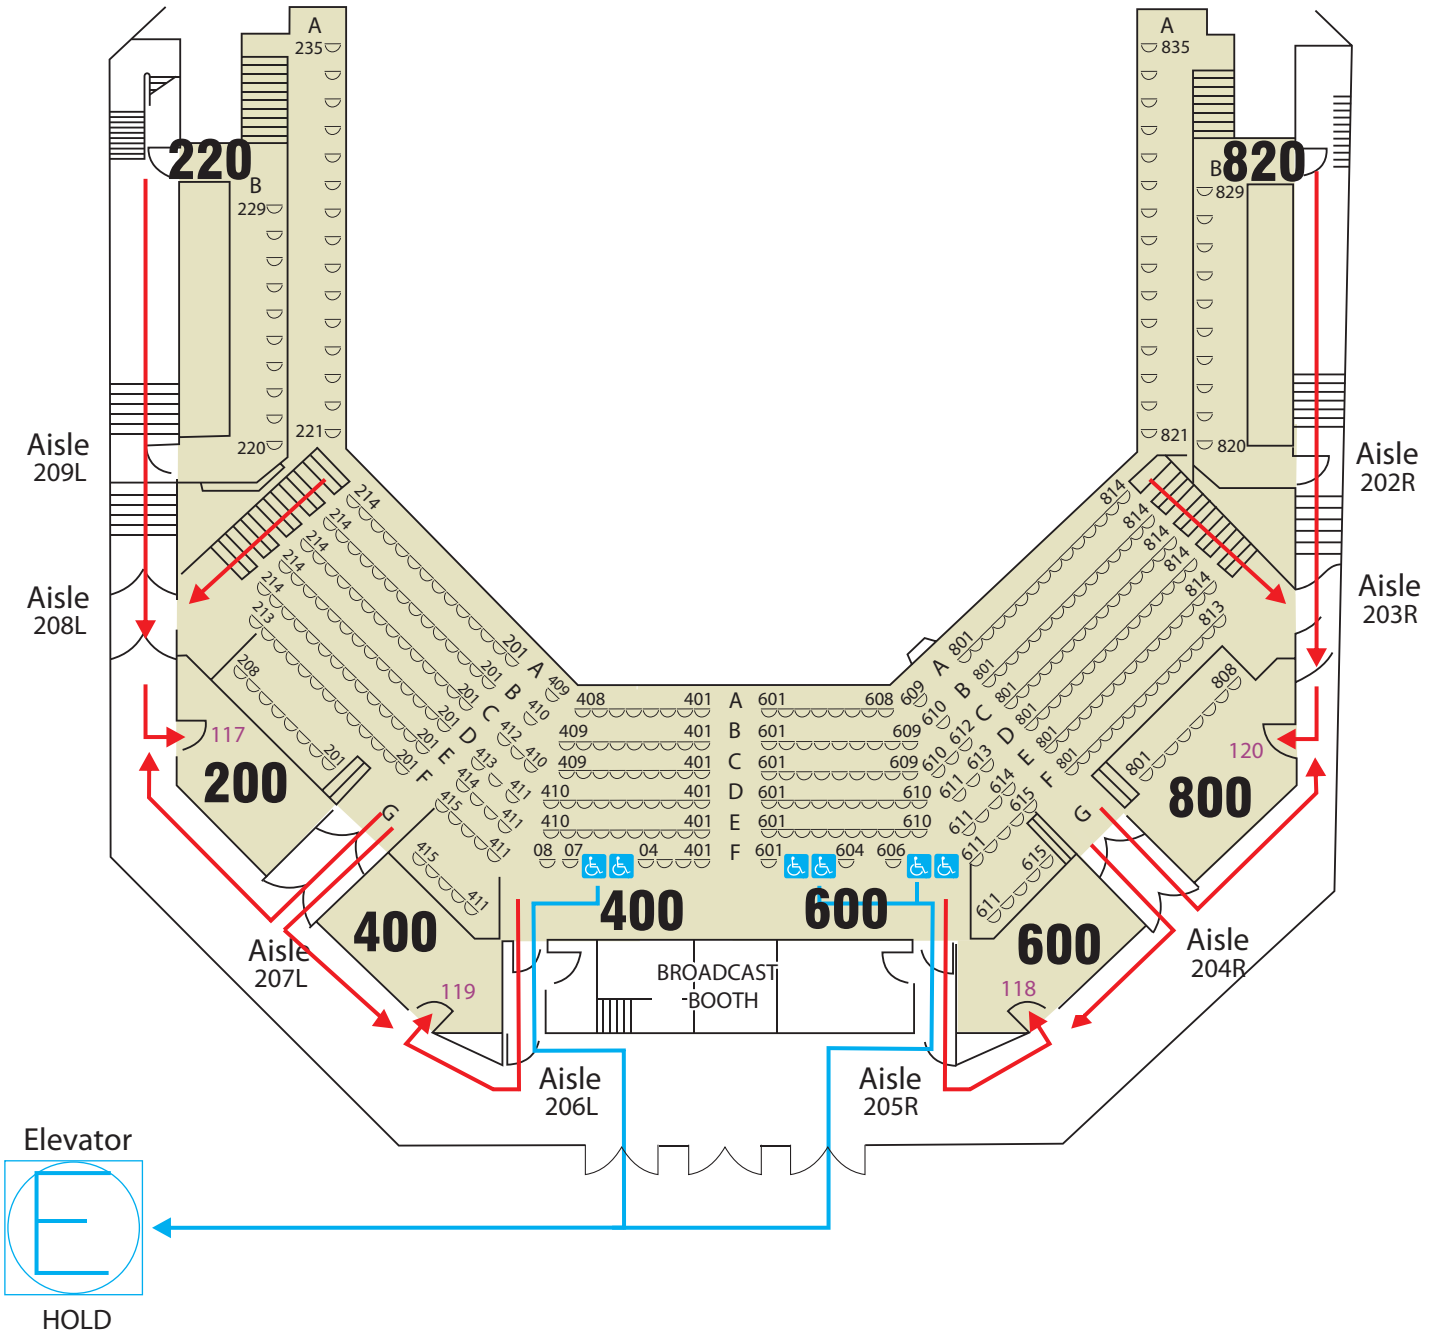 A
235
A
835
220
820
B
229
B
829
220
221
821
820
Aisle
209L
Aisle
202R
Aisle
208L
Aisle
203R
214
214
214
214
214
213
208
201
201
201
201
201
201
201
A
B
C
D
E
F
G
814
814
814
814
814
813
808
801
801
801
801
801
801
801
A
B
C
D
E
F
G
409
410
412
410
413
411
414
411
415
411
415
411
609
610
612
610
613
611
614
611
615
611
615
611
408 401 A 601 608
409 401 B 601 609
409 401 C 601 609
410 401 D 601 610
410 401 E 601 610
08 07 04 401 F 601 604 606
117
200
120
800
400
400
600
600
119
118
BROADCAST
-BOOTH
Aisle
207L
Aisle
204R
Aisle
206L
Aisle
205R
Elevator
E
HOLD